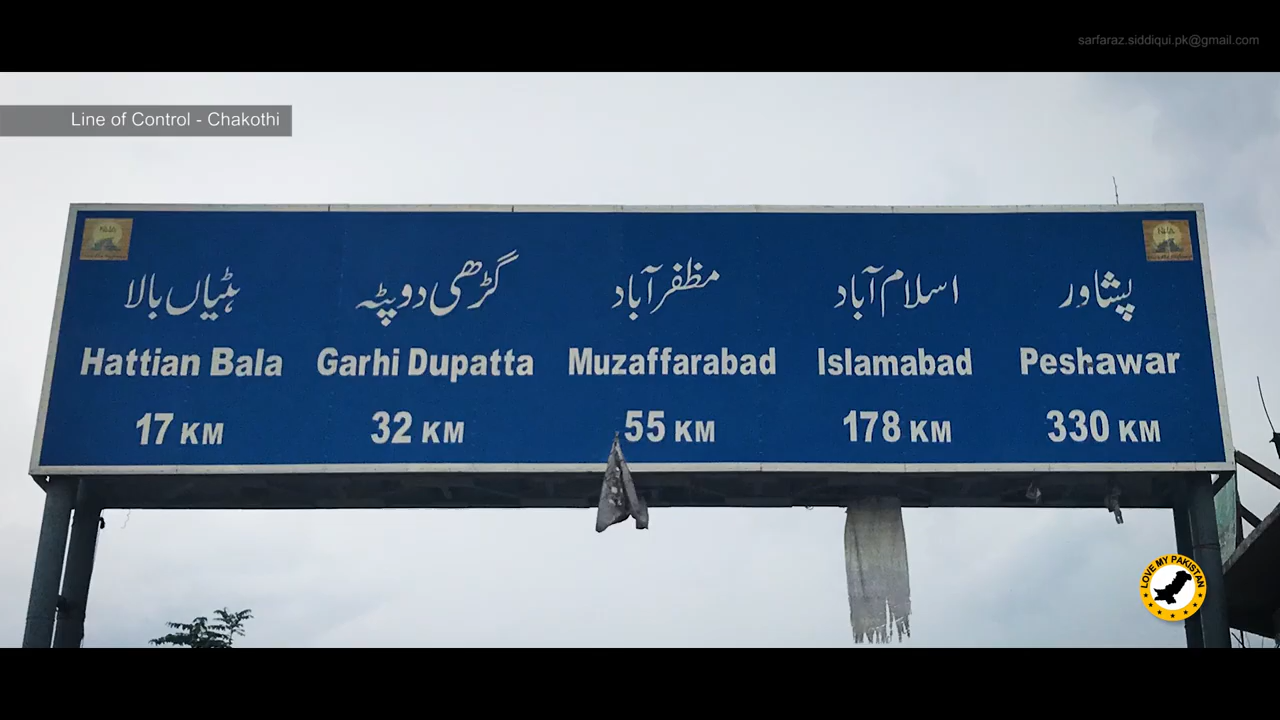 sarfaraz.siddiqui.pk@gmail.com
Line of Control - Chakothi
ہٹیاں بالا گڑھی دوپٹہ مظفرآباد اسلام آباد پشاور
Hattian Bala Garhi Dupatta Muzaffarabad Islamabad Peshawar
17 KM 32 KM 55 KM 178 KM 330 KM
LOVE MY PAKISTAN